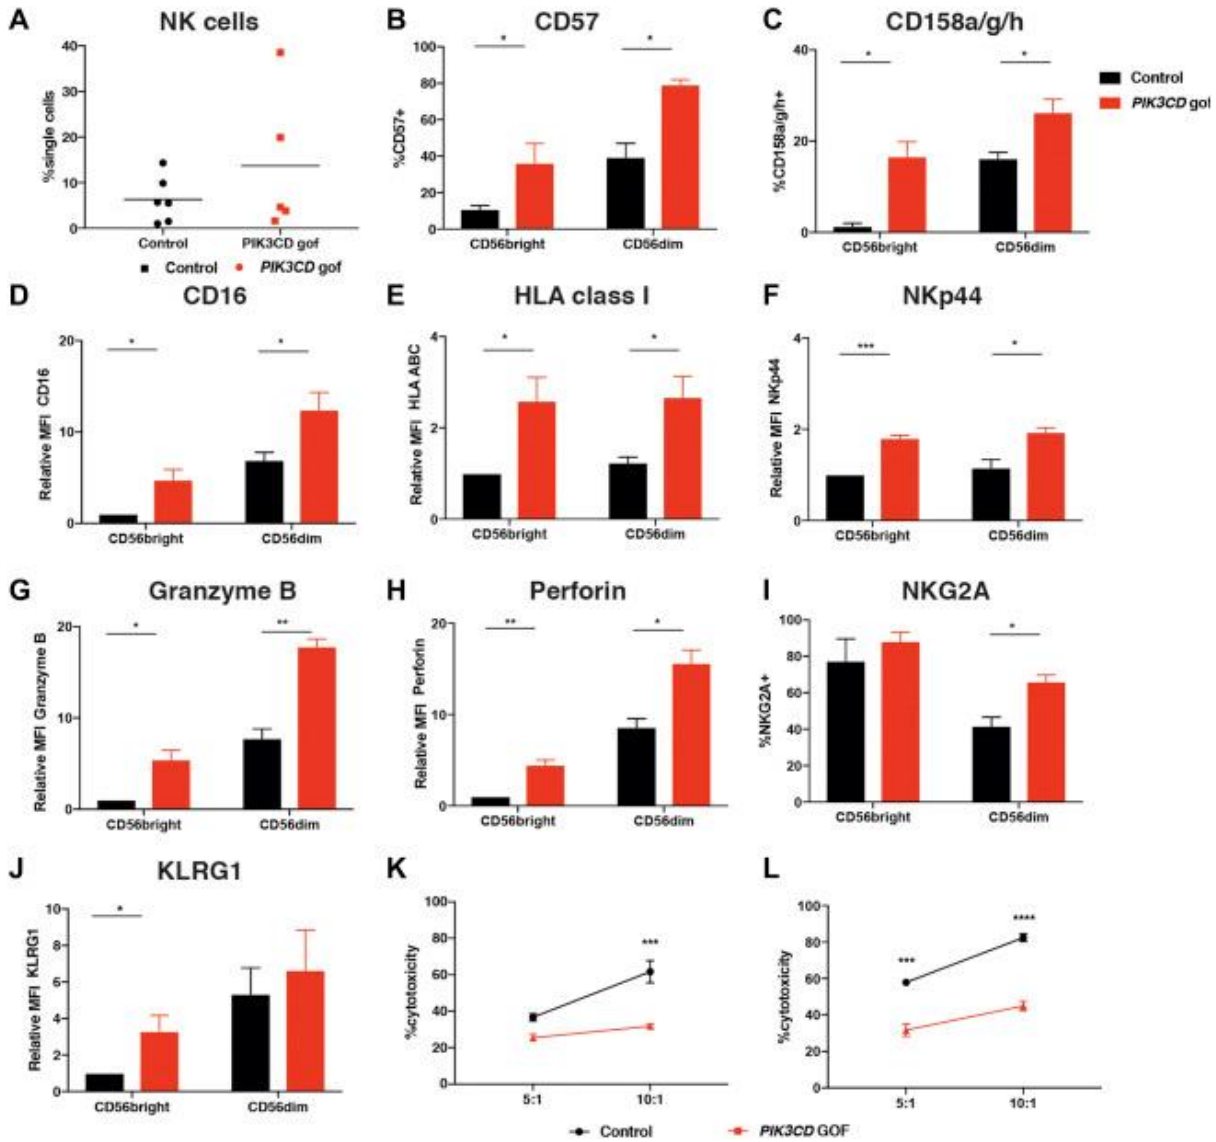 A NK cells
%single cells
40
30
20
10
0
Control PIK3CD gof
Control PIK3CD gof
B CD57
%CD57+
100
80
60
40
20
0
* *
CD56bright CD56dim
C CD158a/g/h
%CD158a/g/h+
40
20
0
* *
CD56bright CD56dim
Control
PIK3CD gof
D CD16
Relative MFI CD16
20
10
0
* *
CD56bright CD56dim
E HLA class I
Relative MFI HLA ABC
4
2
0
* *
CD56bright CD56dim
F NKp44
Relative MFI NKp44
4
2
0
*** *
CD56bright CD56dim
G Granzyme B
Relative MFI Granzyme B
20
10
0
* **
CD56bright CD56dim
H Perforin
Relative MFI Perforin
20
10
0
** *
CD56bright CD56dim
I NKG2A
%NKG2A+
100
80
60
40
20
0
*
CD56bright CD56dim
J KLRG1
Relative MFI KLRG1
10
8
6
4
2
0
*
CD56bright CD56dim
K
%cytotoxicity
100
80
60
40
20
0
***
5:1 10:1
L
%cytotoxicity
100
80
60
40
20
0
*** ****
5:1 10:1
Control PIK3CD GOF